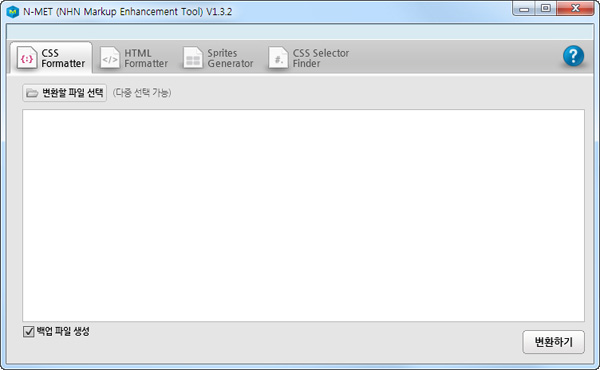 N-MET (NHN Markup Enhancement Tool) V1.3.2
CSS
Formatter
HTML
Formatter
Sprites
Generator
CSS Selector
Finder
?
변환할 파일 선택 (다중 선택 가능)
백업 파일 생성
변환하기